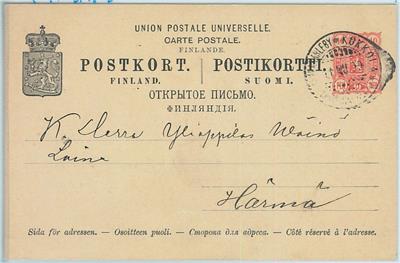 UNION POSTALE UNIVERSELLE.
CARTE POSTALE.
FINLANDE.
POSTKORT. POSTIKORTTI
FINLAND. SUOMI.
ОТКРЫТОЕ ПИСЬМО.
ФИНЛЯНДІЯ.
KOKKOLA
K. Herra Ylioppilas Wäinö
Laine
Härmä
Sida för adressen. — Osoitteen puoli. — Сторона для адреса. — Côté réservé à l'adresse.